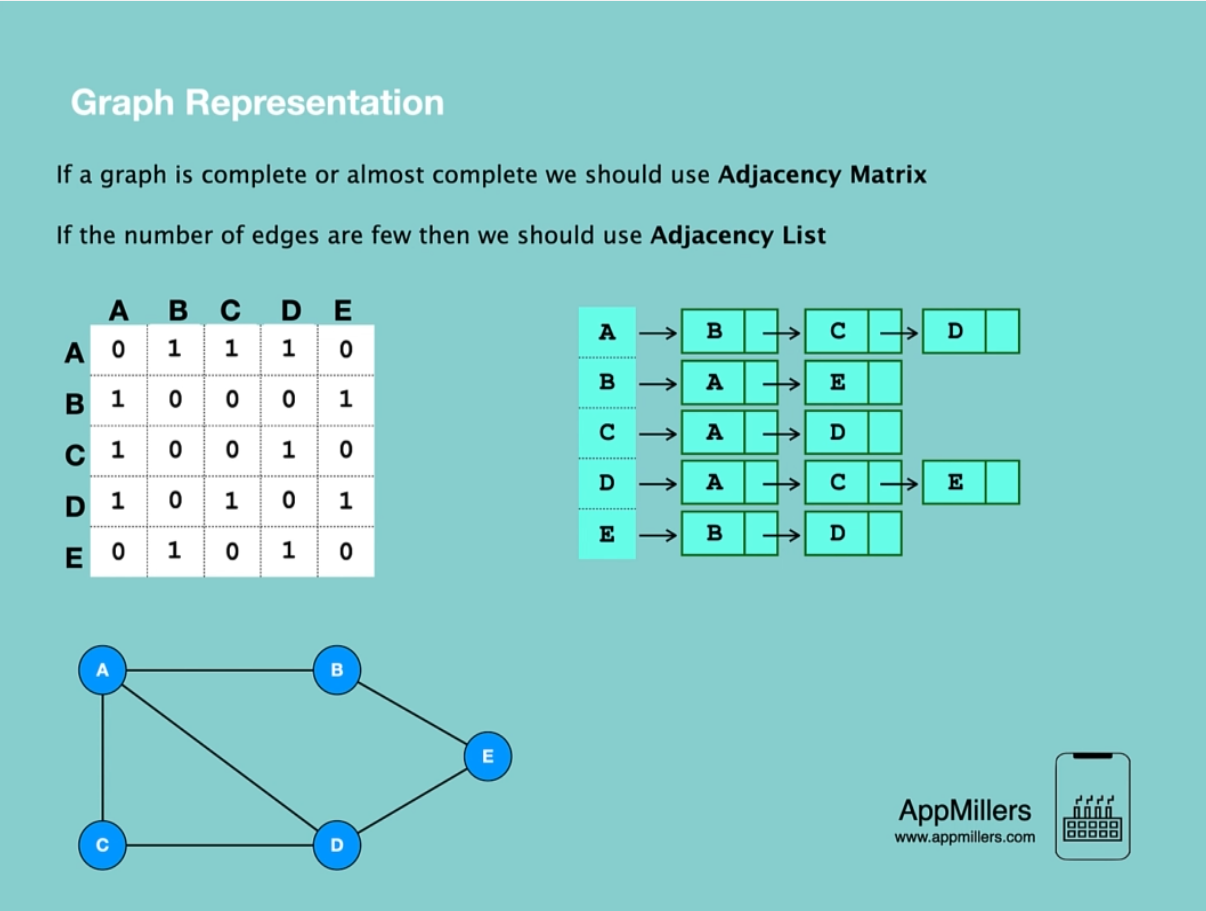 Graph Representation
If a graph is complete or almost complete we should use Adjacency Matrix
If the number of edges are few then we should use Adjacency List
A B C D E
A 0 1 1 1 0
B 1 0 0 0 1
C 1 0 0 1 0
D 1 0 1 0 1
E 0 1 0 1 0
A B C D
B A E
C A D
D A C E
E B D
A B
E
C D
AppMillers
www.appmillers.com